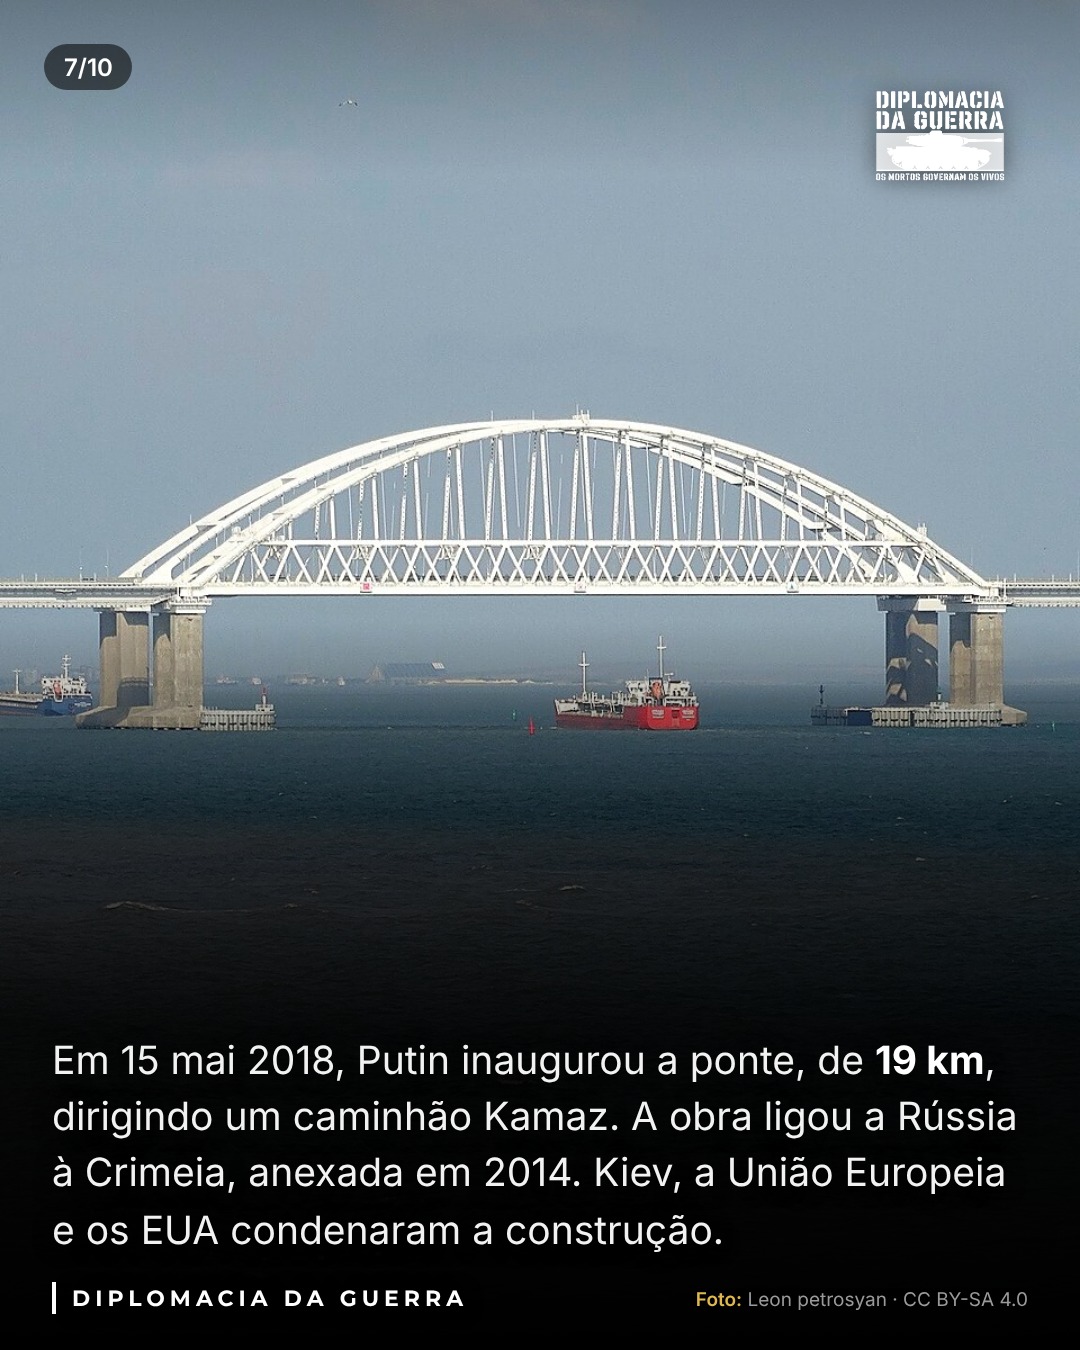 7/10
DIPLOMACIA
DA GUERRA
OS MORTOS GOVERNAM OS VIVOS
Em 15 mai 2018, Putin inaugurou a ponte, de 19 km,
dirigindo um caminhão Kamaz. A obra ligou a Rússia
à Crimeia, anexada em 2014. Kiev, a União Europeia
e os EUA condenaram a construção.
DIPLOMACIA DA GUERRA
Foto: Leon petrosyan · CC BY-SA 4.0